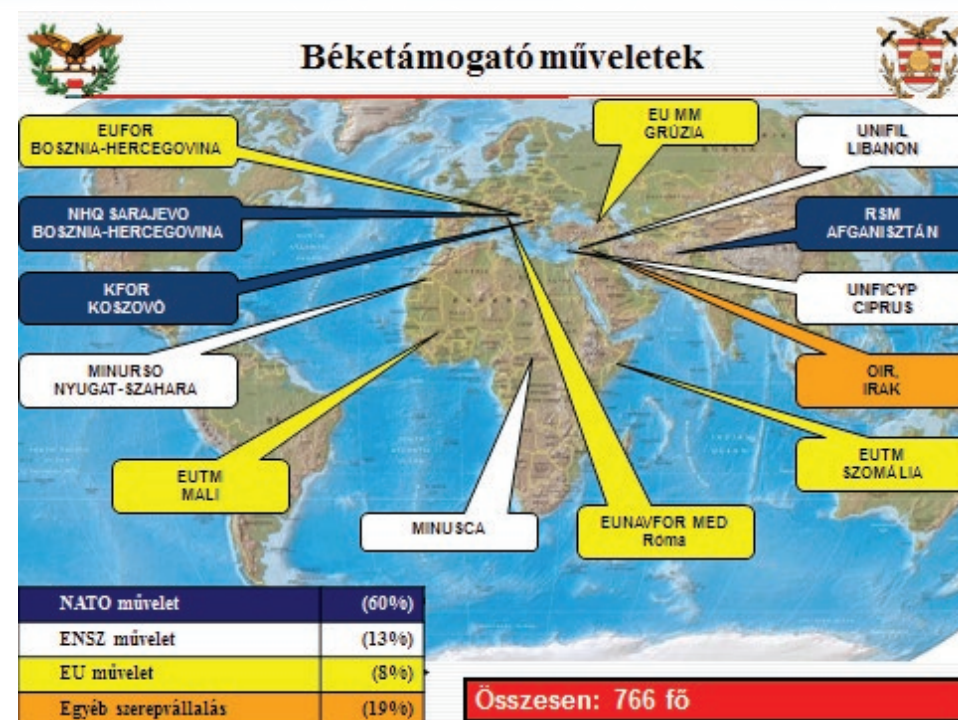 Béketámogató műveletek
EUFOR
BOSZNIA-HERCEGOVINA
EU MM
GRÚZIA
UNIFIL
LIBANON
NHQ SARAJEVO
BOSZNIA-HERCEGOVINA
RSM
AFGANISZTÁN
KFOR
KOSZOVÓ
UNFICYP
CIPRUS
MINURSO
NYUGAT-SZAHARA
OIR,
IRAK
EUTM
MALI
EUTM
SZOMÁLIA
MINUSCA
EUNAVFOR MED
Róma
NATO művelet (60%)
ENSZ művelet (13%)
EU művelet (8%)
Egyéb szerepvállalás (19%)
Összesen: 766 fő